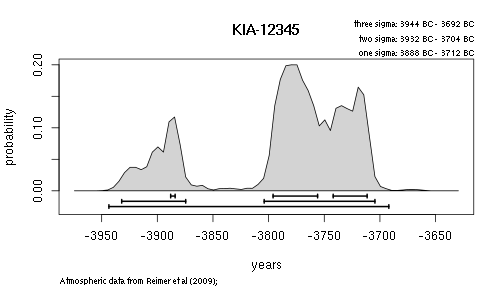 KIA-12345
three sigma: 3944 BC - 3692 BC
two sigma: 3932 BC - 3704 BC
one sigma: 3888 BC - 3712 BC
probability
0.20
0.10
0.00
-3950 -3900 -3850 -3800 -3750 -3700 -3650
years
Atmospheric data from Reimer et al (2009);